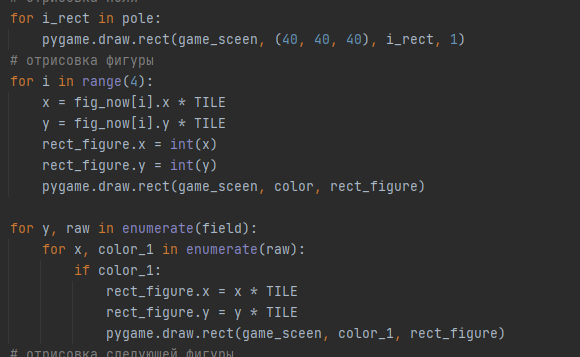 # отрисовка поля
for i_rect in pole:
    pygame.draw.rect(game_sceen, (40, 40, 40), i_rect, 1)
# отрисовка фигуры
for i in range(4):
    x = fig_now[i].x * TILE
    y = fig_now[i].y * TILE
    rect_figure.x = int(x)
    rect_figure.y = int(y)
    pygame.draw.rect(game_sceen, color, rect_figure)

for y, raw in enumerate(field):
    for x, color_1 in enumerate(raw):
        if color_1:
            rect_figure.x = x * TILE
            rect_figure.y = y * TILE
            pygame.draw.rect(game_sceen, color_1, rect_figure)
# отрисовка следующей фигуры